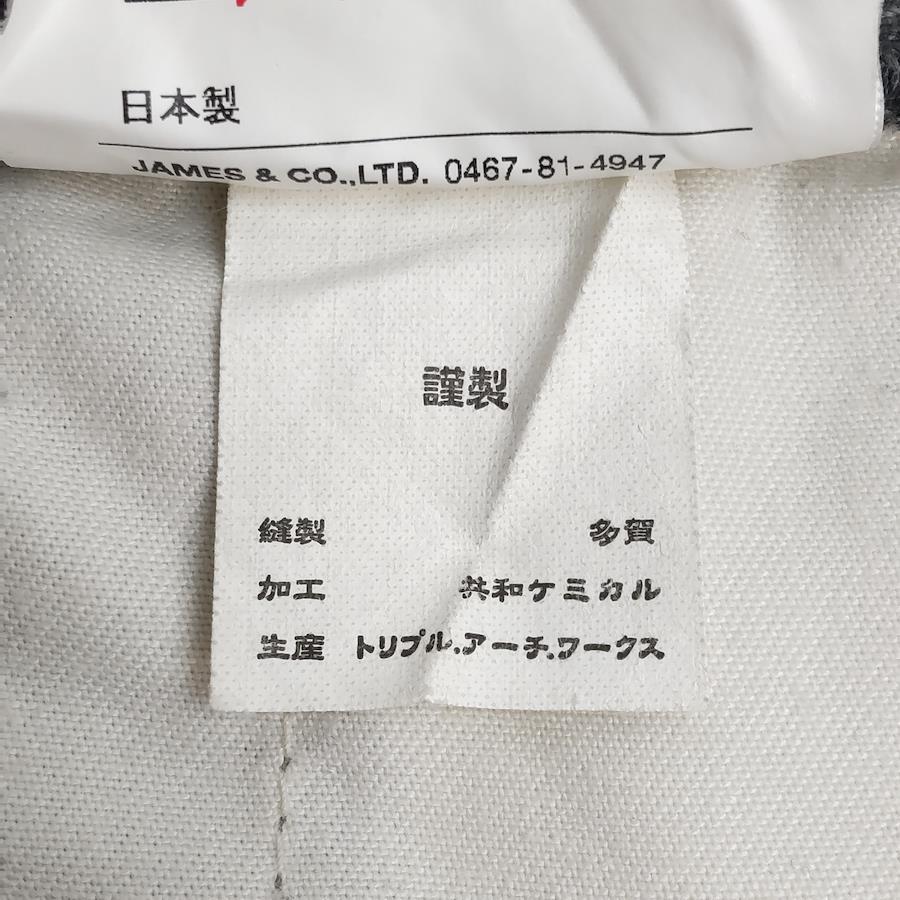 日本製
JAMES & CO.,LTD. 0467-81-4947
謹製
縫製 多賀
加工 共和ケミカル
生産 トリプル.アーチ.ワークス